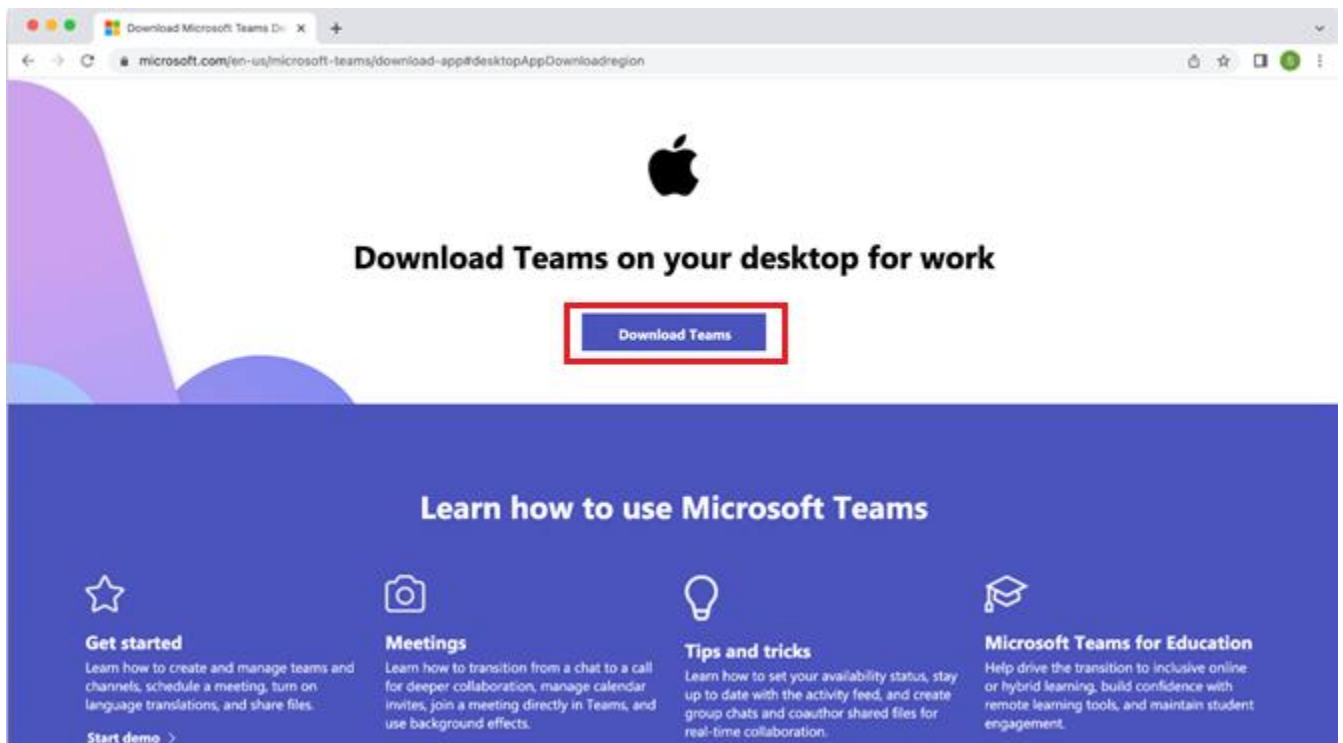 Download Microsoft Teams De
microsoft.com/en-us/microsoft-teams/download-app#desktopAppDownloadregion
S
Download Teams on your desktop for work
Download Teams
Learn how to use Microsoft Teams
Get started
Learn how to create and manage teams and
channels, schedule a meeting, turn on
language translations, and share files.
Start demo >
Meetings
Learn how to transition from a chat to a call
for deeper collaboration, manage calendar
invites, join a meeting directly in Teams, and
use background effects.
Tips and tricks
Learn how to set your availability status, stay
up to date with the activity feed, and create
group chats and coauthor shared files for
real-time collaboration.
Microsoft Teams for Education
Help drive the transition to inclusive online
or hybrid learning, build confidence with
remote learning tools, and maintain student
engagement.